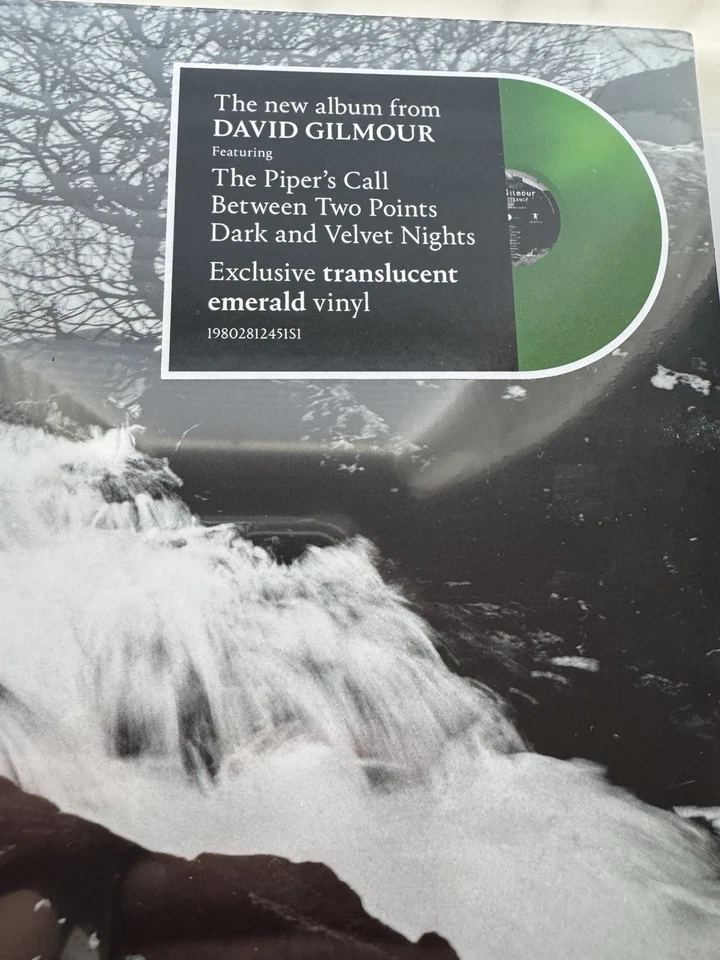 The new album from
DAVID GILMOUR
Featuring
The Piper's Call
Between Two Points
Dark and Velvet Nights
Exclusive translucent
emerald vinyl
19802812451S1
Gilmour